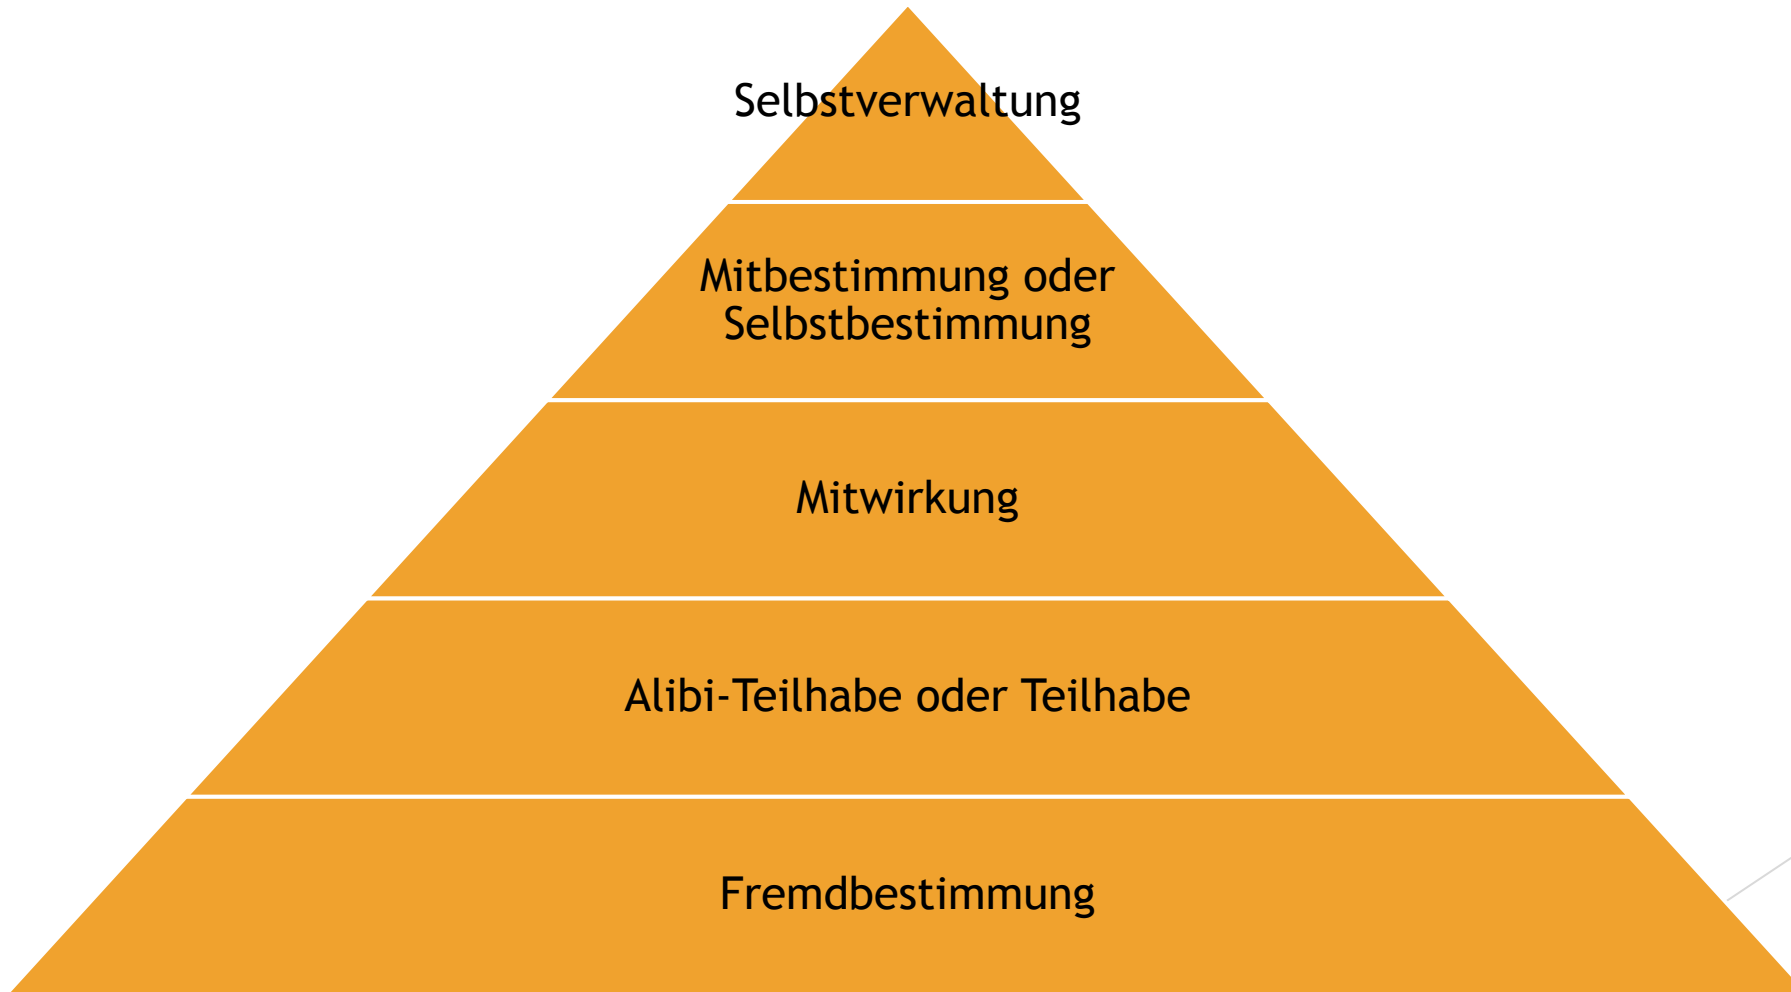 Selbstverwaltung
Mitbestimmung oder
Selbstbestimmung
Mitwirkung
Alibi-Teilhabe oder Teilhabe
Fremdbestimmung